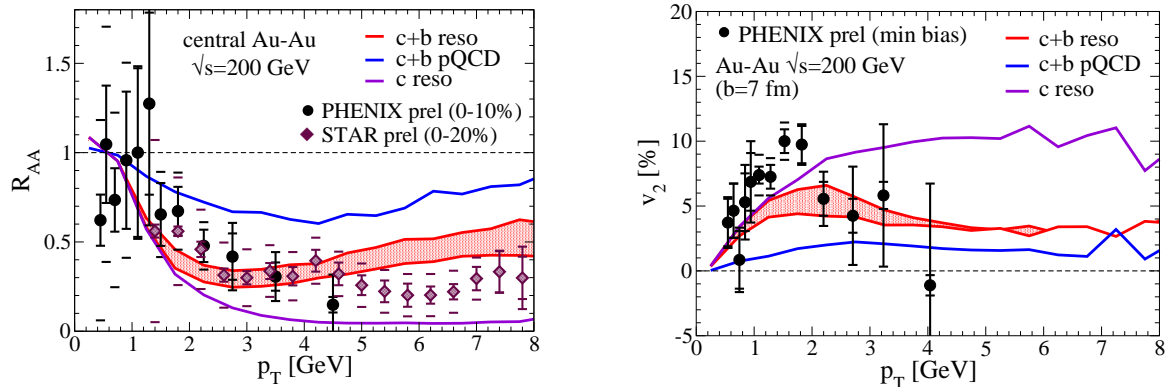 central Au-Au
√s=200 GeV
c+b reso
c+b pQCD
c reso
PHENIX prel (0-10%)
STAR prel (0-20%)
R_AA
1.5
1
0.5
0
0 1 2 3 4 5 6 7 8
p_T [GeV]
PHENIX prel (min bias)
Au-Au √s=200 GeV
(b=7 fm)
c+b reso
c+b pQCD
c reso
v_2 [%]
20
15
10
5
0
-5
0 1 2 3 4 5 6 7 8
p_T [GeV]